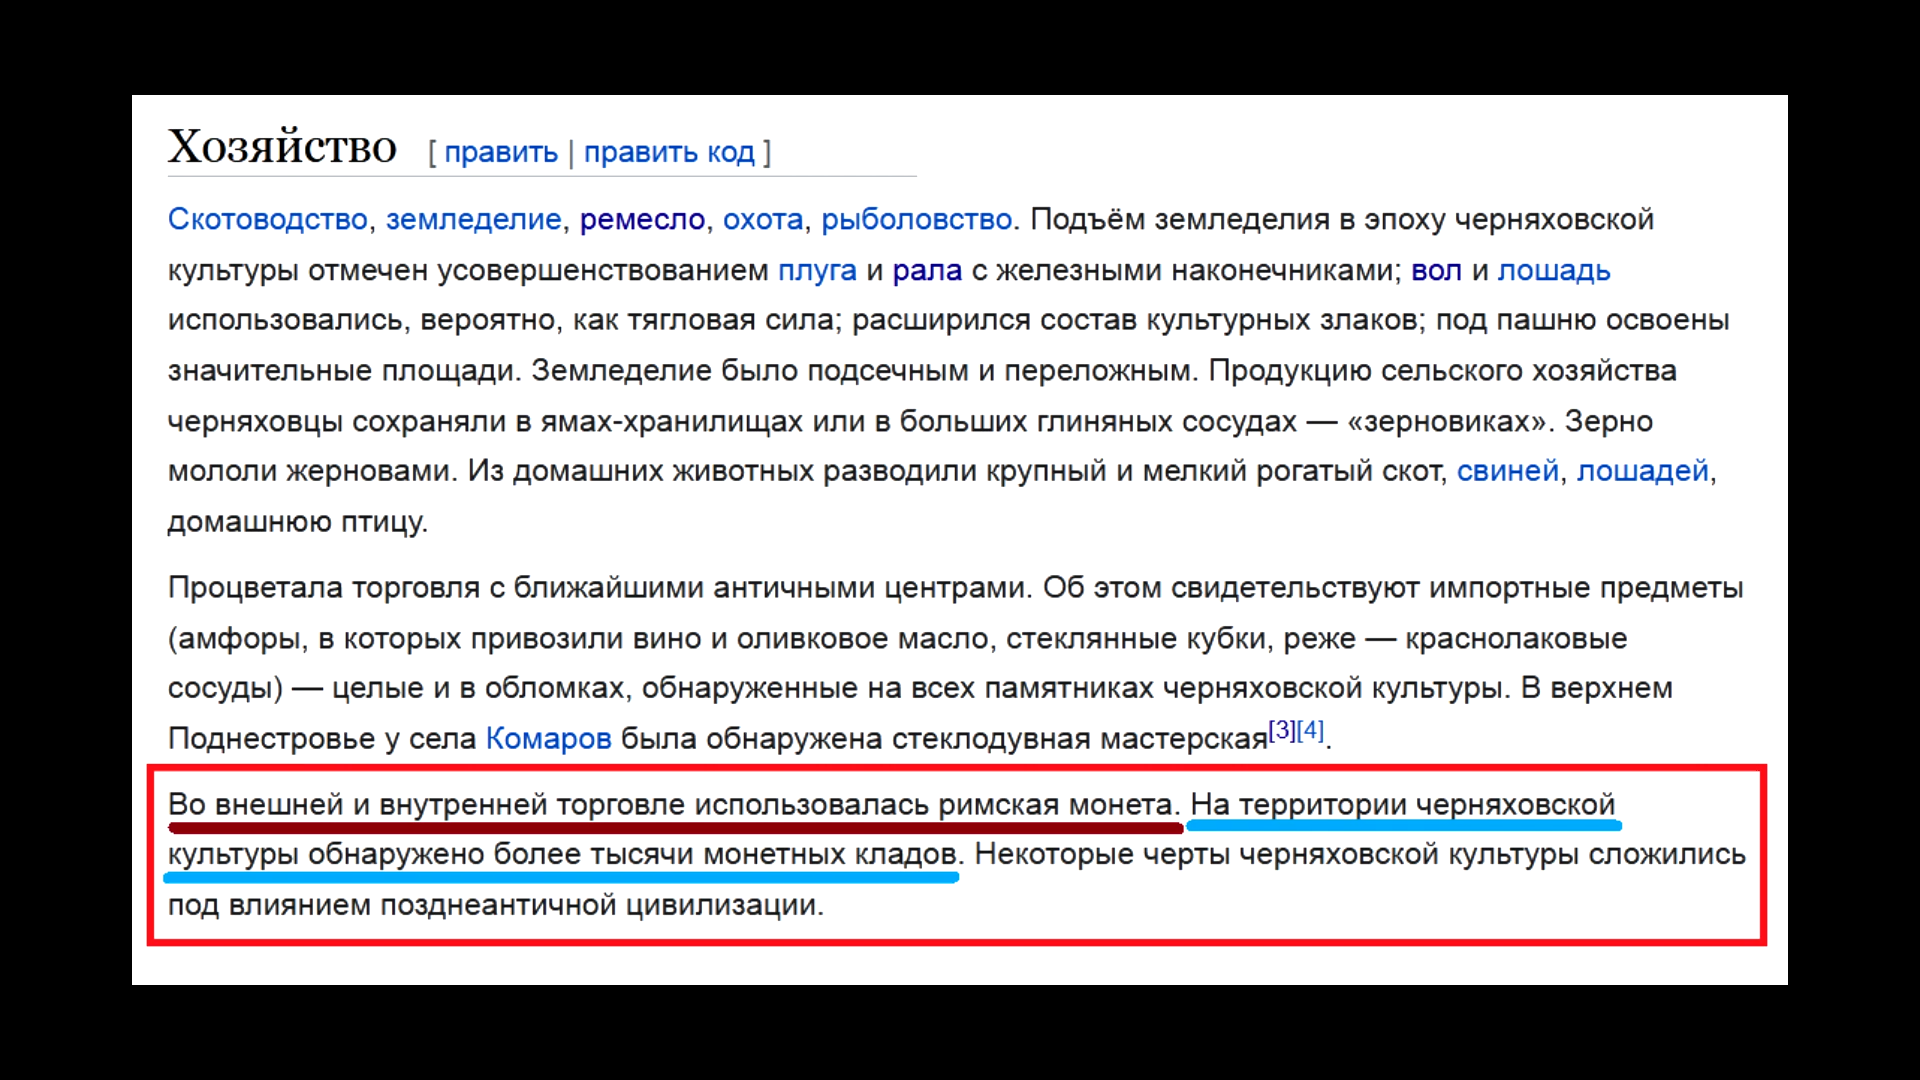 Хозяйство [ править | править код ]
Скотоводство, земледелие, ремесло, охота, рыболовство. Подъём земледелия в эпоху черняховской
культуры отмечен усовершенствованием плуга и рала с железными наконечниками; вол и лошадь
использовались, вероятно, как тягловая сила; расширился состав культурных злаков; под пашню освоены
значительные площади. Земледелие было подсечным и переложным. Продукцию сельского хозяйства
черняховцы сохраняли в ямах-хранилищах или в больших глиняных сосудах — «зерновиках». Зерно
мололи жерновами. Из домашних животных разводили крупный и мелкий рогатый скот, свиней, лошадей,
домашнюю птицу.
Процветала торговля с ближайшими античными центрами. Об этом свидетельствуют импортные предметы
(амфоры, в которых привозили вино и оливковое масло, стеклянные кубки, реже — краснолаковые
сосуды) — целые и в обломках, обнаруженные на всех памятниках черняховской культуры. В верхнем
Поднестровье у села Комаров была обнаружена стеклодувная мастерская[3][4].
Во внешней и внутренней торговле использовалась римская монета. На территории черняховской
культуры обнаружено более тысячи монетных кладов. Некоторые черты черняховской культуры сложились
под влиянием позднеантичной цивилизации.